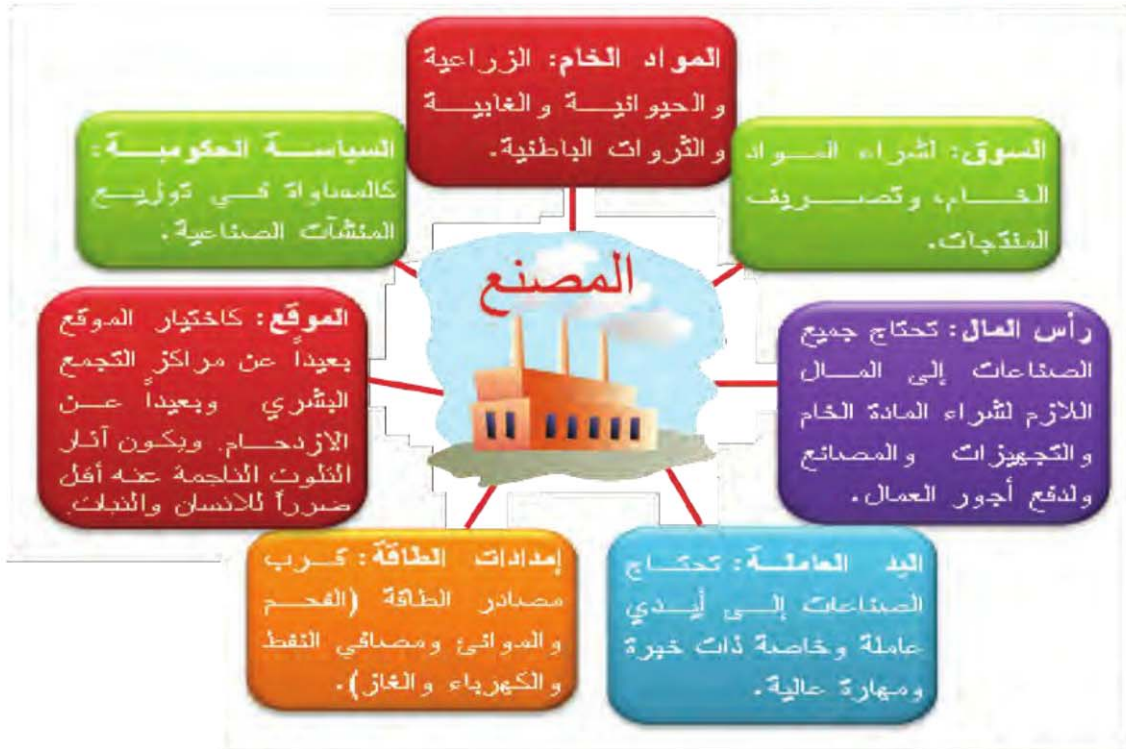 المواد الخام: الزراعية
والحيوانية والغابية
والثروات الباطنية.
السوق: لشراء المواد
الخام، وتصريف
المنتجات.
رأس المال: تحتاج جميع
الصناعات إلى المال
اللازم لشراء المادة الخام
والتجهيزات والمصانع
ولدفع أجور العمال.
اليد العاملة: تحتاج
الصناعات إلى أيدي
عاملة وخاصة ذات خبرة
ومهارة عالية.
إمدادات الطاقة: كرب
مصادر الطاقة (الفحم
والموانئ ومصافي النفط
والكهرباء والغاز).
الموقع: كاختيار الموقع
بعيداً عن مراكز التجمع
البشري وبعيداً عن
الازدحام. ويكون آثار
التلوث الناجمة عنه أقل
ضرراً للانسان والنبات.
السياسة الحكومية:
كالمساواة في توزيع
المنشآت الصناعية.
المصنع